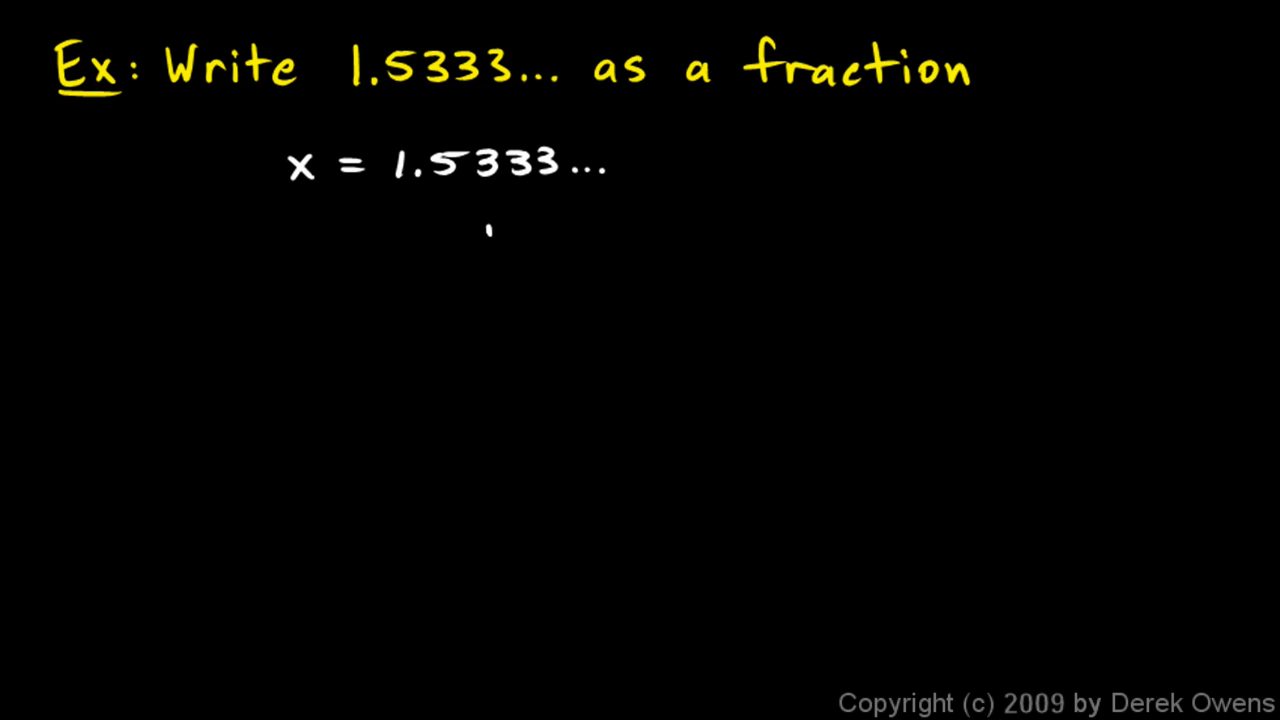 Ex: Write 1.5333... as a fraction
x = 1.5333...
Copyright (c) 2009 by Derek Owens